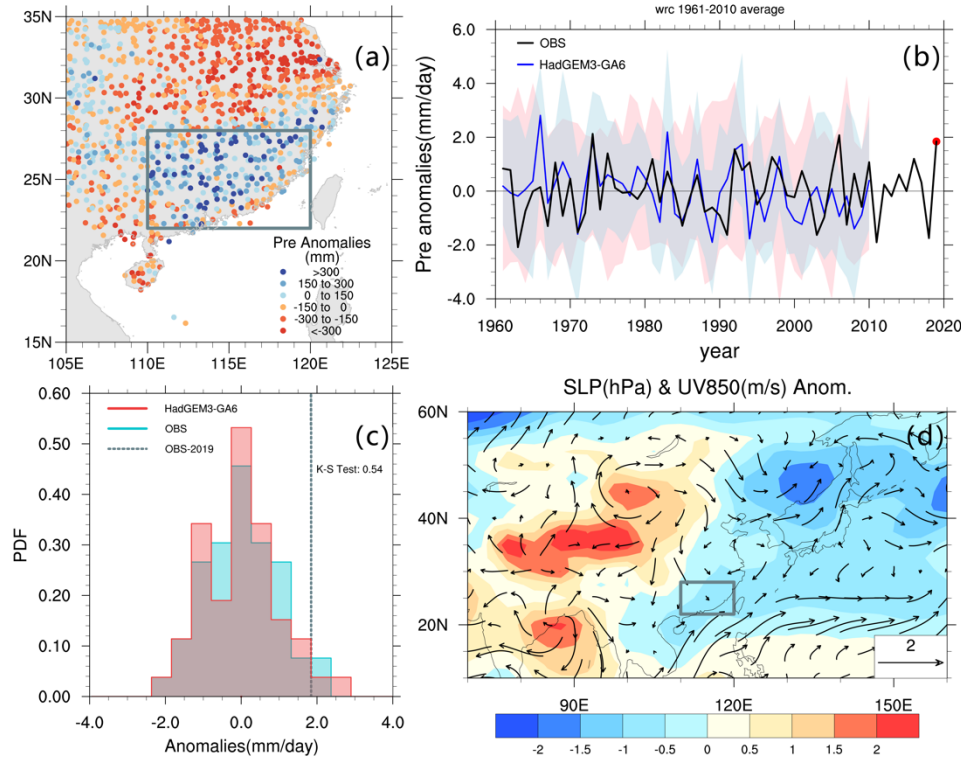 35N
30N
25N
20N
15N
105E 110E 115E 120E 125E
(a)
Pre Anomalies
(mm)
>300
150 to 300
0 to 150
-150 to 0
-300 to -150
<-300
wrc 1961-2010 average
Pre anomalies(mm/day)
6.0
4.0
2.0
0.0
-2.0
-4.0
OBS
HadGEM3-GA6
(b)
1960 1970 1980 1990 2000 2010 2020
year
PDF
0.60
0.50
0.40
0.30
0.20
0.10
0.00
HadGEM3-GA6
OBS
OBS-2019
(c)
K-S Test: 0.54
-4.0 -2.0 0.0 2.0 4.0
Anomalies(mm/day)
SLP(hPa) & UV850(m/s) Anom.
60N
40N
20N
(d)
2
90E 120E 150E
-2 -1.5 -1 -0.5 0 0.5 1 1.5 2